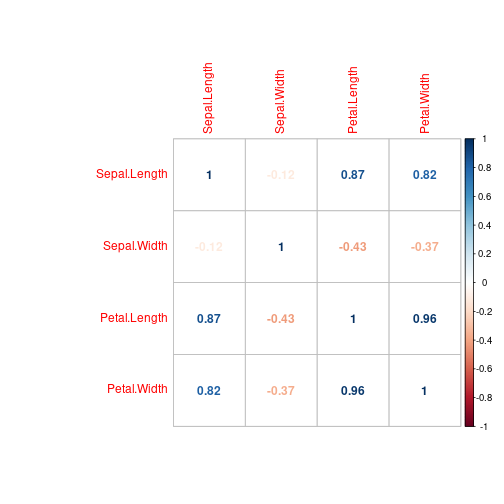 Sepal.Length
Sepal.Width
Petal.Length
Petal.Width
Sepal.Length 1 -0.12 0.87 0.82
Sepal.Width -0.12 1 -0.43 -0.37
Petal.Length 0.87 -0.43 1 0.96
Petal.Width 0.82 -0.37 0.96 1
1
0.8
0.6
0.4
0.2
0
-0.2
-0.4
-0.6
-0.8
-1